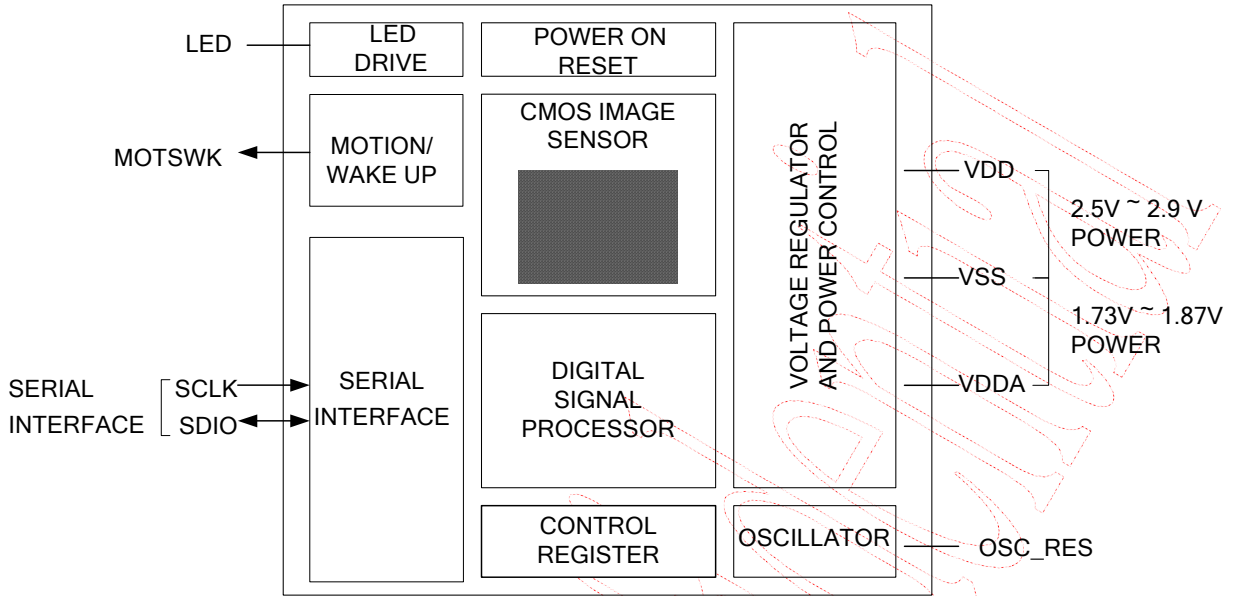 LED
LED
DRIVE
POWER ON
RESET
MOTSWK
MOTION/
WAKE UP
CMOS IMAGE
SENSOR
VOLTAGE REGULATOR
AND POWER CONTROL
VDD
2.5V ~ 2.9 V
POWER
VSS
1.73V ~ 1.87V
POWER
VDDA
SERIAL
INTERFACE
SCLK
SDIO
SERIAL
INTERFACE
DIGITAL
SIGNAL
PROCESSOR
CONTROL
REGISTER
OSCILLATOR
OSC_RES